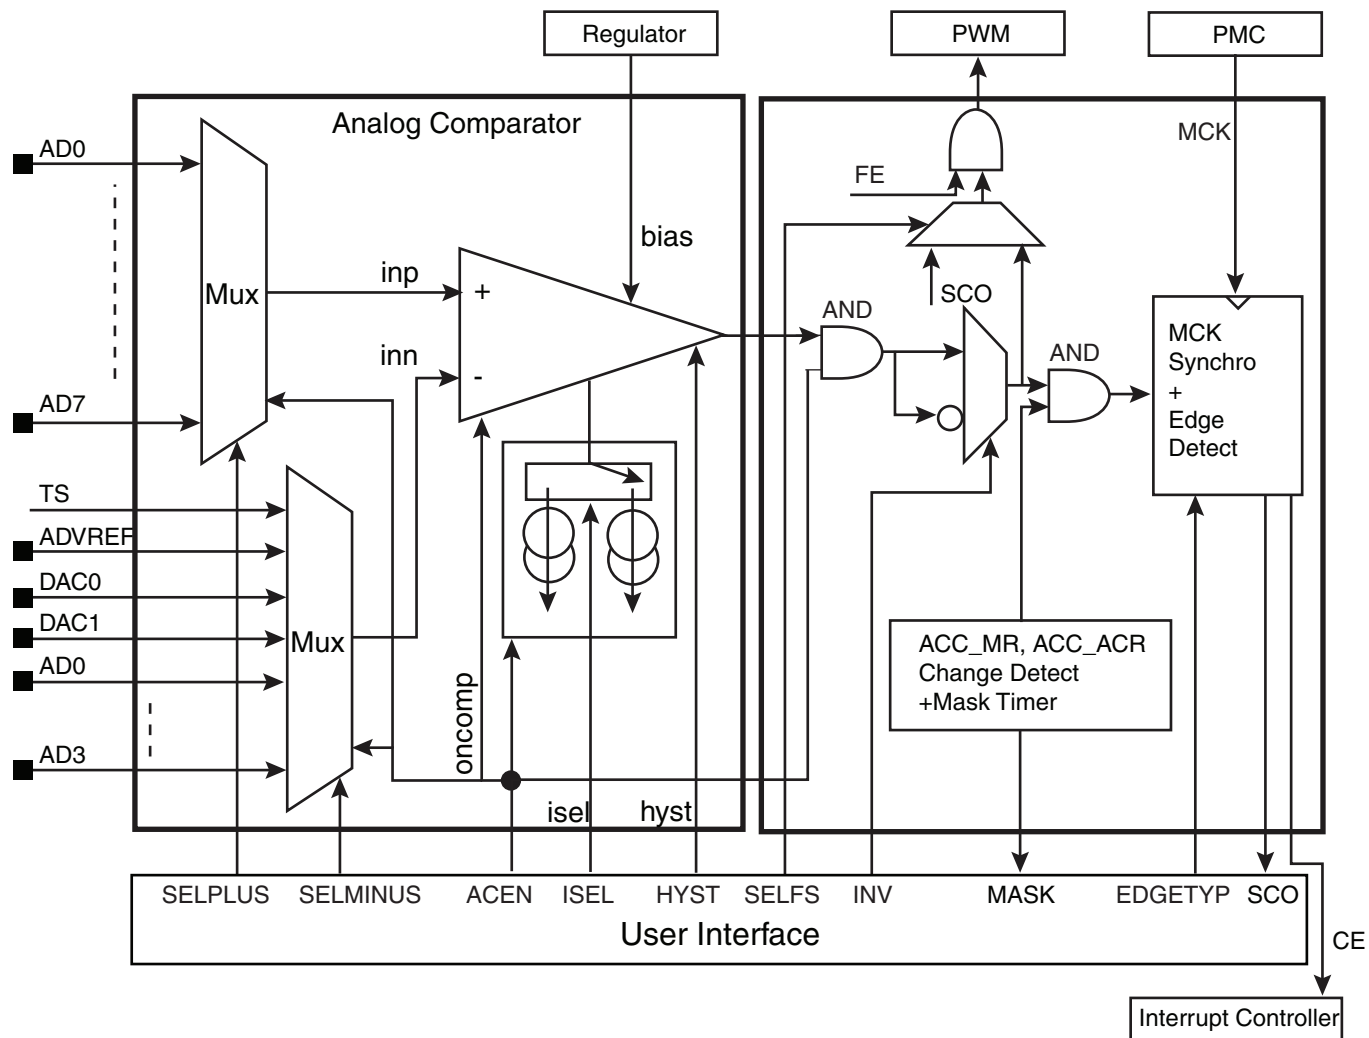 Regulator
PWM
PMC
Analog Comparator
MCK
AD0
FE
bias
inp
Mux
+
SCO
AND
inn
-
AND
MCK
Synchro
+
Edge
Detect
AD7
TS
ADVREF
DAC0
DAC1
Mux
AD0
ACC_MR, ACC_ACR
Change Detect
+Mask Timer
oncomp
AD3
isel
hyst
SELPLUS
SELMINUS
ACEN
ISEL
HYST
SELFS
INV
MASK
EDGETYP
SCO
User Interface
CE
Interrupt Controller